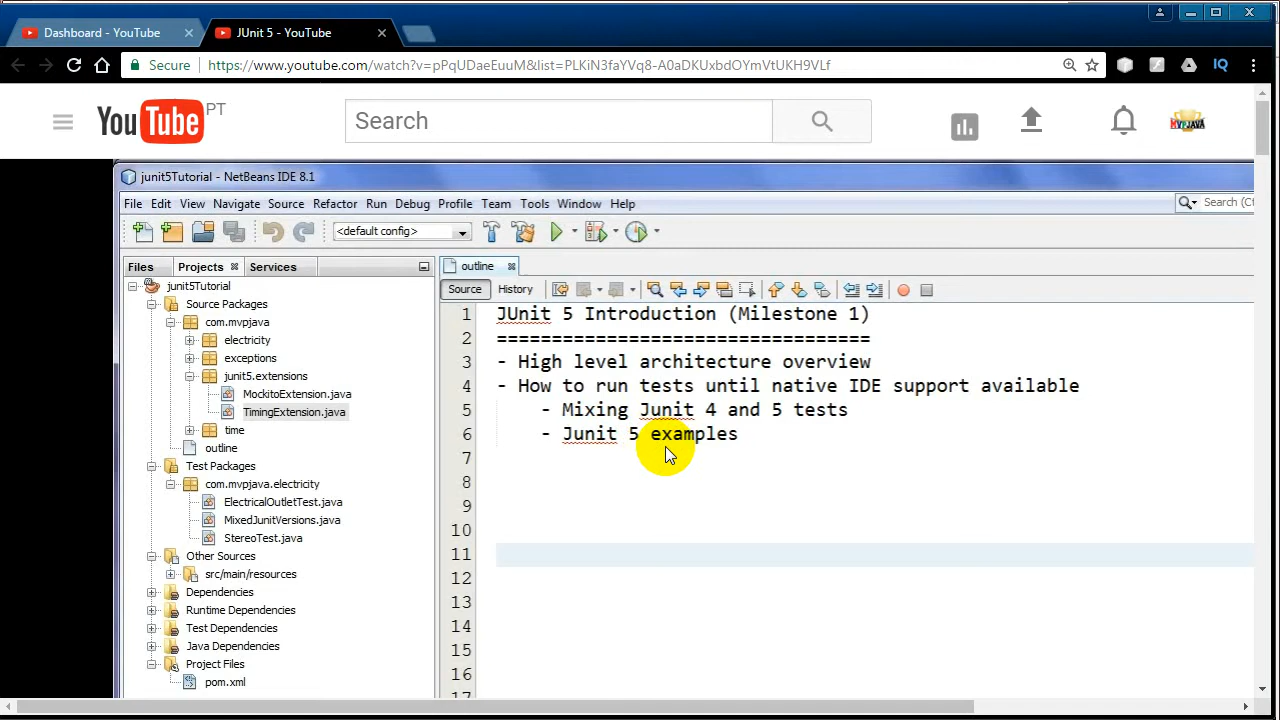 Dashboard - YouTube
JUnit 5 - YouTube
Secure
https://www.youtube.com/watch?v=pPqUDaeEuuM&list=PLKiN3faYVq8-A0aDKUxbdOYmVtUKH9VLf
IQ
YouTube PT
Search
MVPJAVA
junit5Tutorial - NetBeans IDE 8.1
File Edit View Navigate Source Refactor Run Debug Profile Team Tools Window Help
Search (
<default config>
Files Projects Services
outline
Source History
junit5Tutorial
Source Packages
com.mvpjava
electricity
exceptions
junit5.extensions
MockitoExtension.java
TimingExtension.java
time
outline
Test Packages
com.mvpjava.electricity
ElectricalOutletTest.java
MixedJunitVersions.java
StereoTest.java
Other Sources
src/main/resources
Dependencies
Runtime Dependencies
Test Dependencies
Java Dependencies
Project Files
pom.xml
1 JUnit 5 Introduction (Milestone 1)
2 ==================================
3 - High level architecture overview
4 - How to run tests until native IDE support available
5 - Mixing Junit 4 and 5 tests
6 - Junit 5 examples
7
8
9
10
11
12
13
14
15
16
17